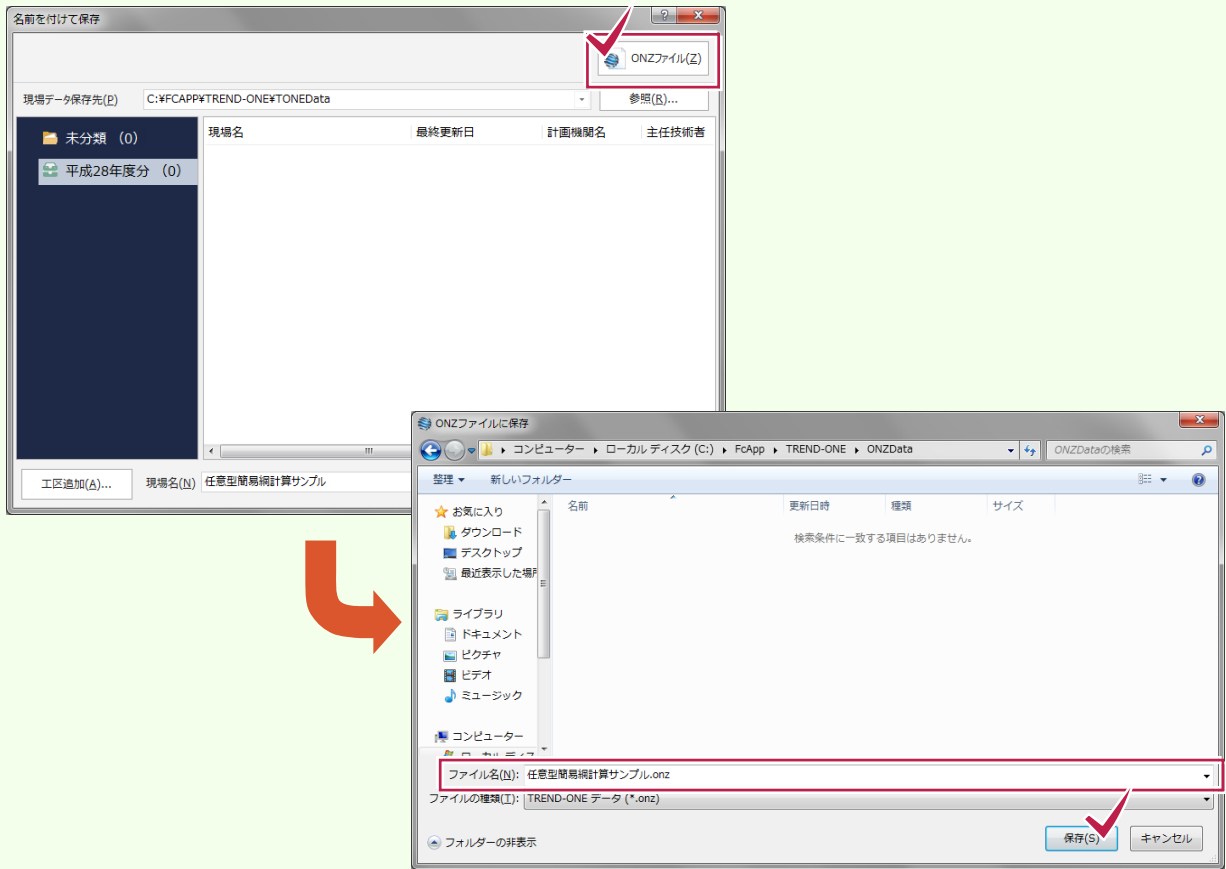 名前を付けて保存
ONZファイル(Z)
現場データ保存先(P) C:¥FCAPP¥TREND-ONE¥TONEData 参照(R)...
未分類 (0)
平成28年度分 (0)
現場名 最終更新日 計画機関名 主任技術者
工区追加(A)... 現場名(N) 任意型簡易網計算サンプル
ONZファイルに保存
コンピューター ローカル ディスク (C:) FcApp TREND-ONE ONZData ONZDataの検索
整理 新しいフォルダー
名前 更新日時 種類 サイズ
検索条件に一致する項目はありません。
お気に入り
ダウンロード
デスクトップ
最近表示した場所
ライブラリ
ドキュメント
ピクチャ
ビデオ
ミュージック
コンピューター
ローカル ディス
ファイル名(N): 任意型簡易網計算サンプル.onz
ファイルの種類(T): TREND-ONE データ (*.onz)
フォルダーの非表示
保存(S) キャンセル